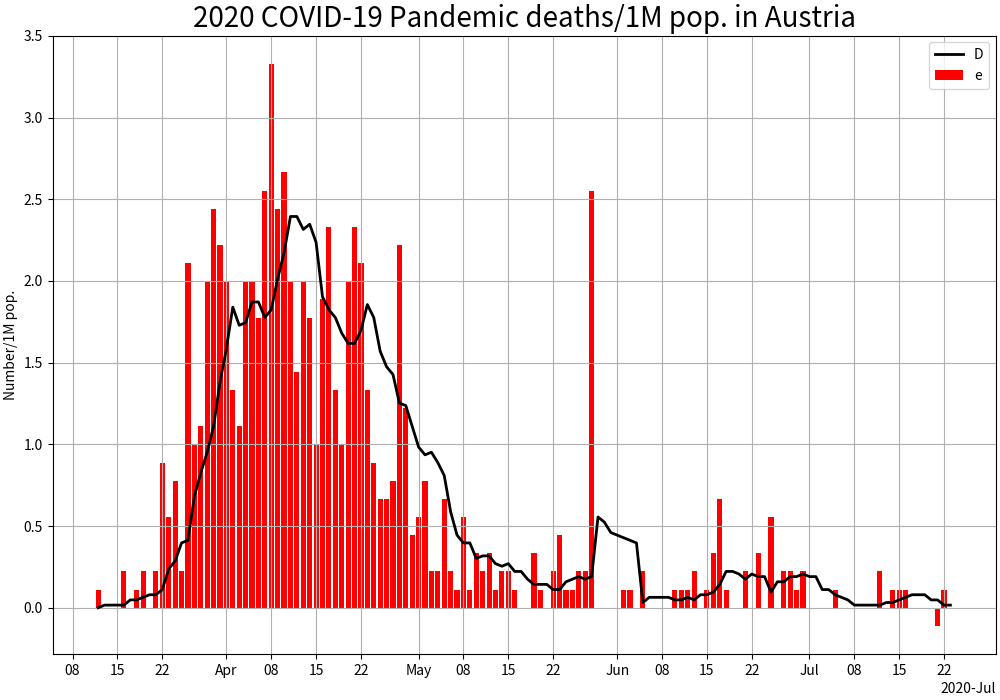 2020 COVID-19 Pandemic deaths/1M pop. in Austria
D
e
Number/1M pop.
3.5
3.0
2.5
2.0
1.5
1.0
0.5
0.0
08 15 22 Apr 08 15 22 May 08 15 22 Jun 08 15 22 Jul 08 15 22
2020-Jul